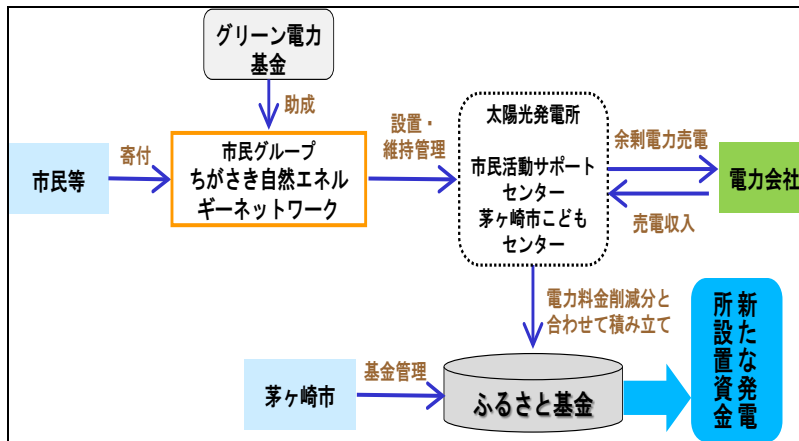 グリーン電力
基金
助成
市民等
寄付
市民グループ
ちがさき自然エネル
ギーネットワーク
設置・
維持管理
太陽光発電所
市民活動サポート
センター
茅ヶ崎市こども
センター
余剰電力売電
売電収入
電力会社
電力料金削減分と
合わせて積み立て
茅ヶ崎市
基金管理
ふるさと基金
新たな発電
所設置資金